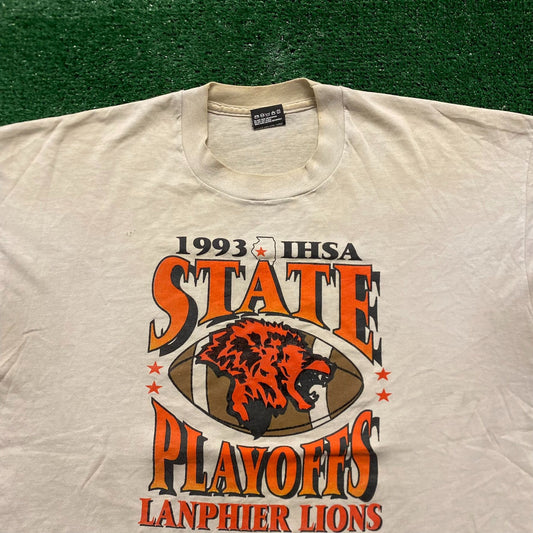 1993 IHSA
STATE
PLAYOFFS
LANPHIER LIONS